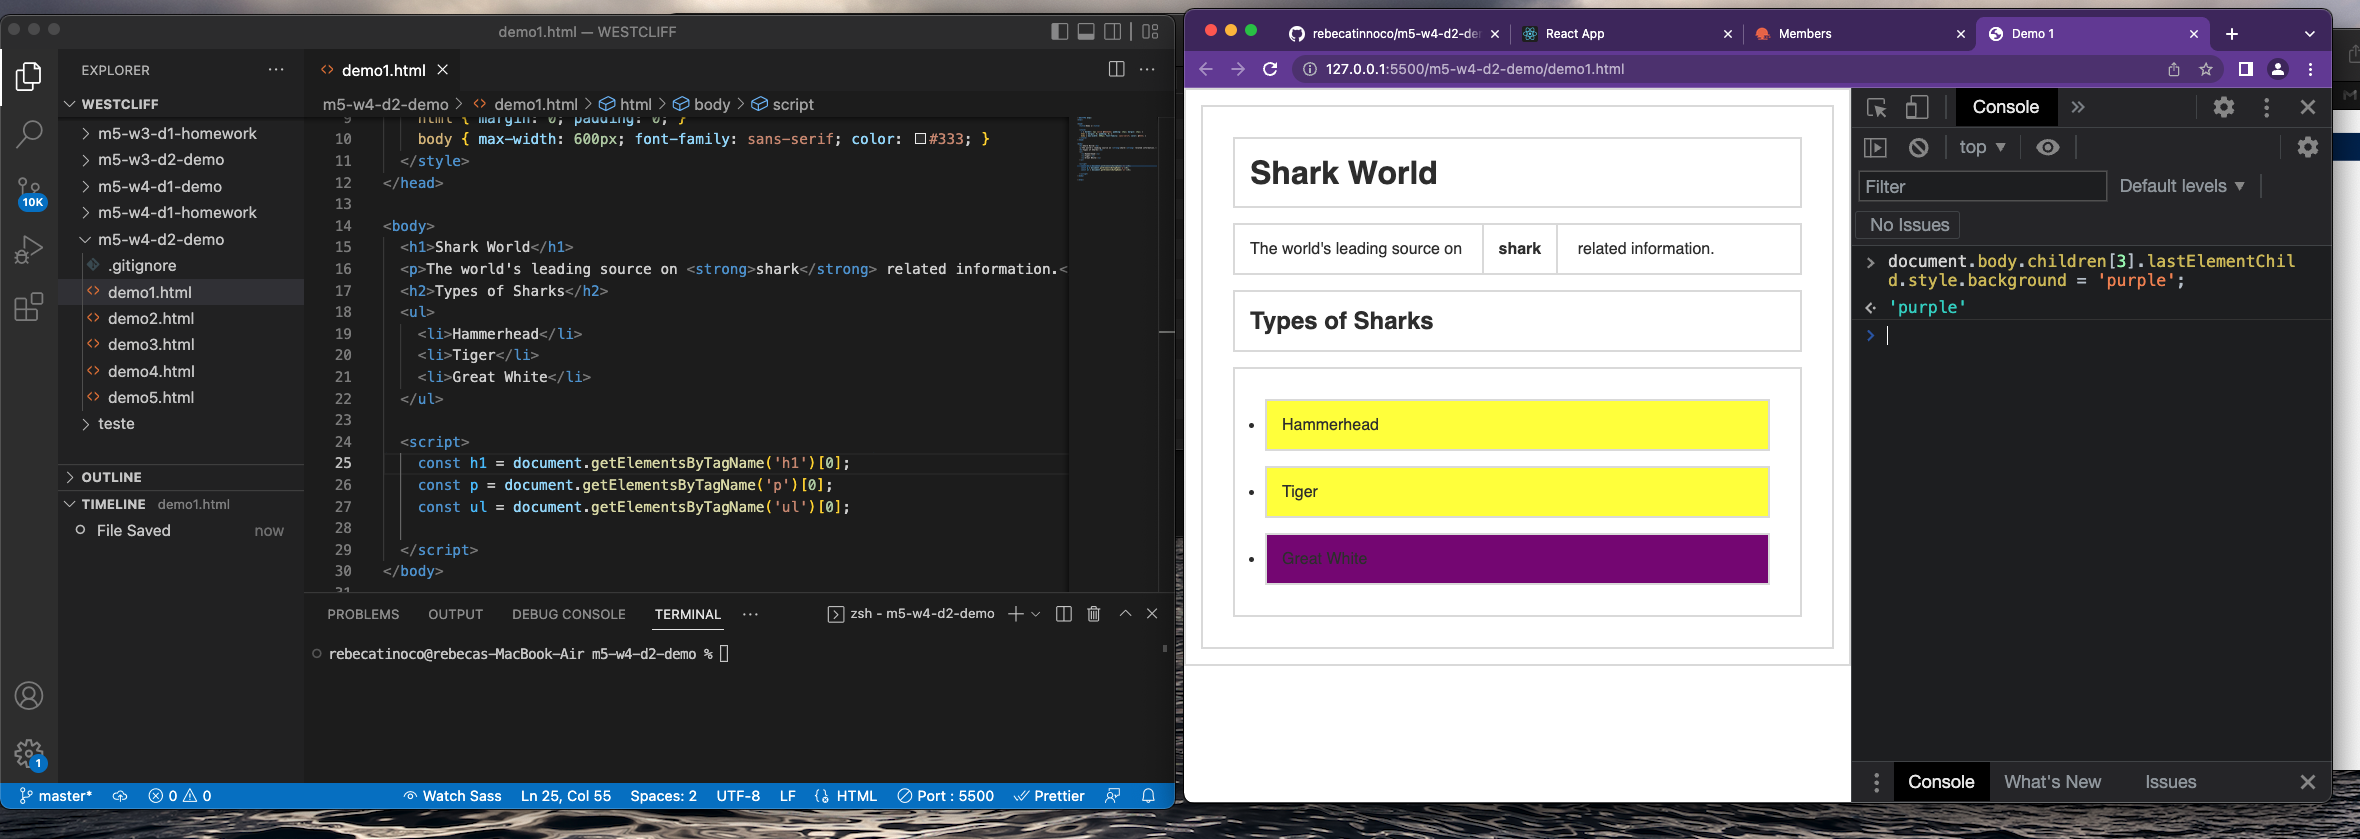 demo1.html — WESTCLIFF
EXPLORER
WESTCLIFF
m5-w3-d1-homework
m5-w3-d2-demo
m5-w4-d1-demo
m5-w4-d1-homework
m5-w4-d2-demo
.gitignore
demo1.html
demo2.html
demo3.html
demo4.html
demo5.html
teste
OUTLINE
TIMELINE demo1.html
File Saved now
10K
1
demo1.html
m5-w4-d2-demo > demo1.html > html > body > script
9 html { margin: 0; padding: 0; }
10 body { max-width: 600px; font-family: sans-serif; color: #333; }
11 </style>
12 </head>
13
14 <body>
15 <h1>Shark World</h1>
16 <p>The world's leading source on <strong>shark</strong> related information.<
17 <h2>Types of Sharks</h2>
18 <ul>
19 <li>Hammerhead</li>
20 <li>Tiger</li>
21 <li>Great White</li>
22 </ul>
23
24 <script>
25 const h1 = document.getElementsByTagName('h1')[0];
26 const p = document.getElementsByTagName('p')[0];
27 const ul = document.getElementsByTagName('ul')[0];
28
29 </script>
30 </body>
31
PROBLEMS OUTPUT DEBUG CONSOLE TERMINAL
zsh - m5-w4-d2-demo
rebecatinoco@rebecas-MacBook-Air m5-w4-d2-demo %
master* 0 0 Watch Sass Ln 25, Col 55 Spaces: 2 UTF-8 LF HTML Port : 5500 Prettier
rebecatinnoco/m5-w4-d2-de
React App
Members
Demo 1
127.0.0.1:5500/m5-w4-d2-demo/demo1.html
Shark World
The world's leading source on shark related information.
Types of Sharks
Hammerhead
Tiger
Great White
Console
top
Filter
Default levels
No Issues
document.body.children[3].lastElementChil
d.style.background = 'purple';
'purple'
Console What's New Issues